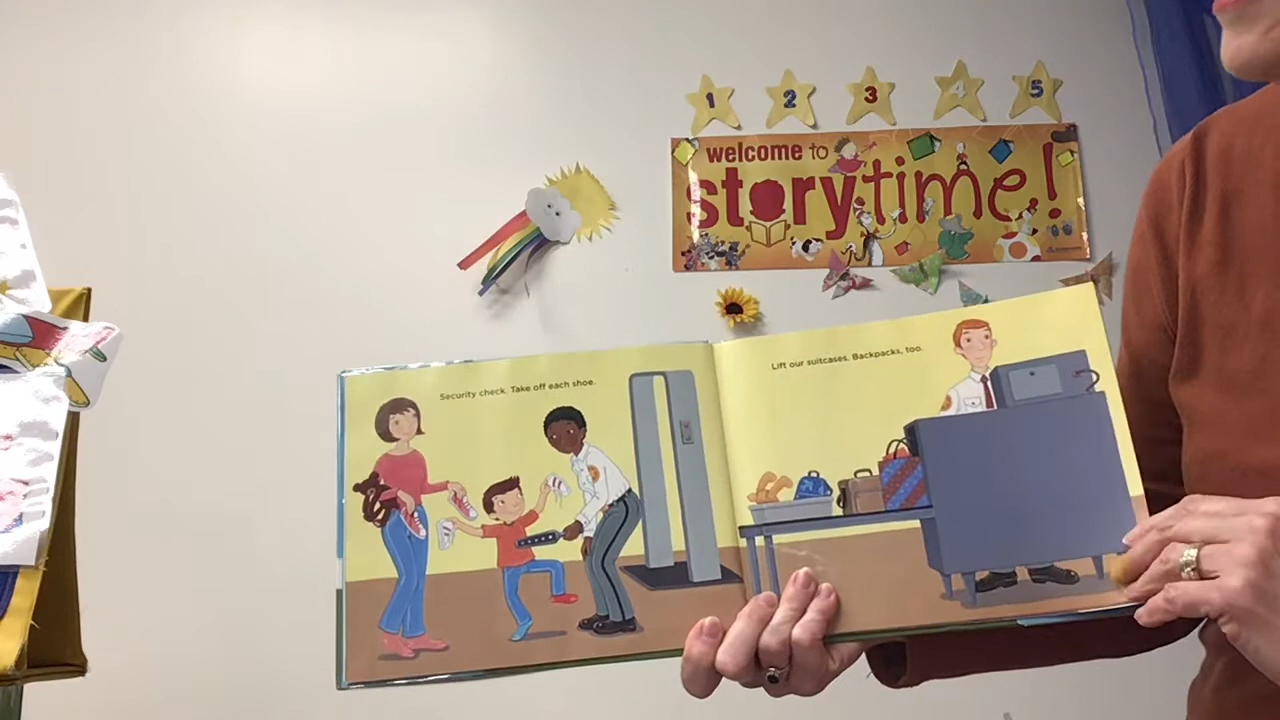 1 2 3 4 5
welcome to
storytime!
Security check. Take off each shoe.
Lift our suitcases. Backpacks, too.